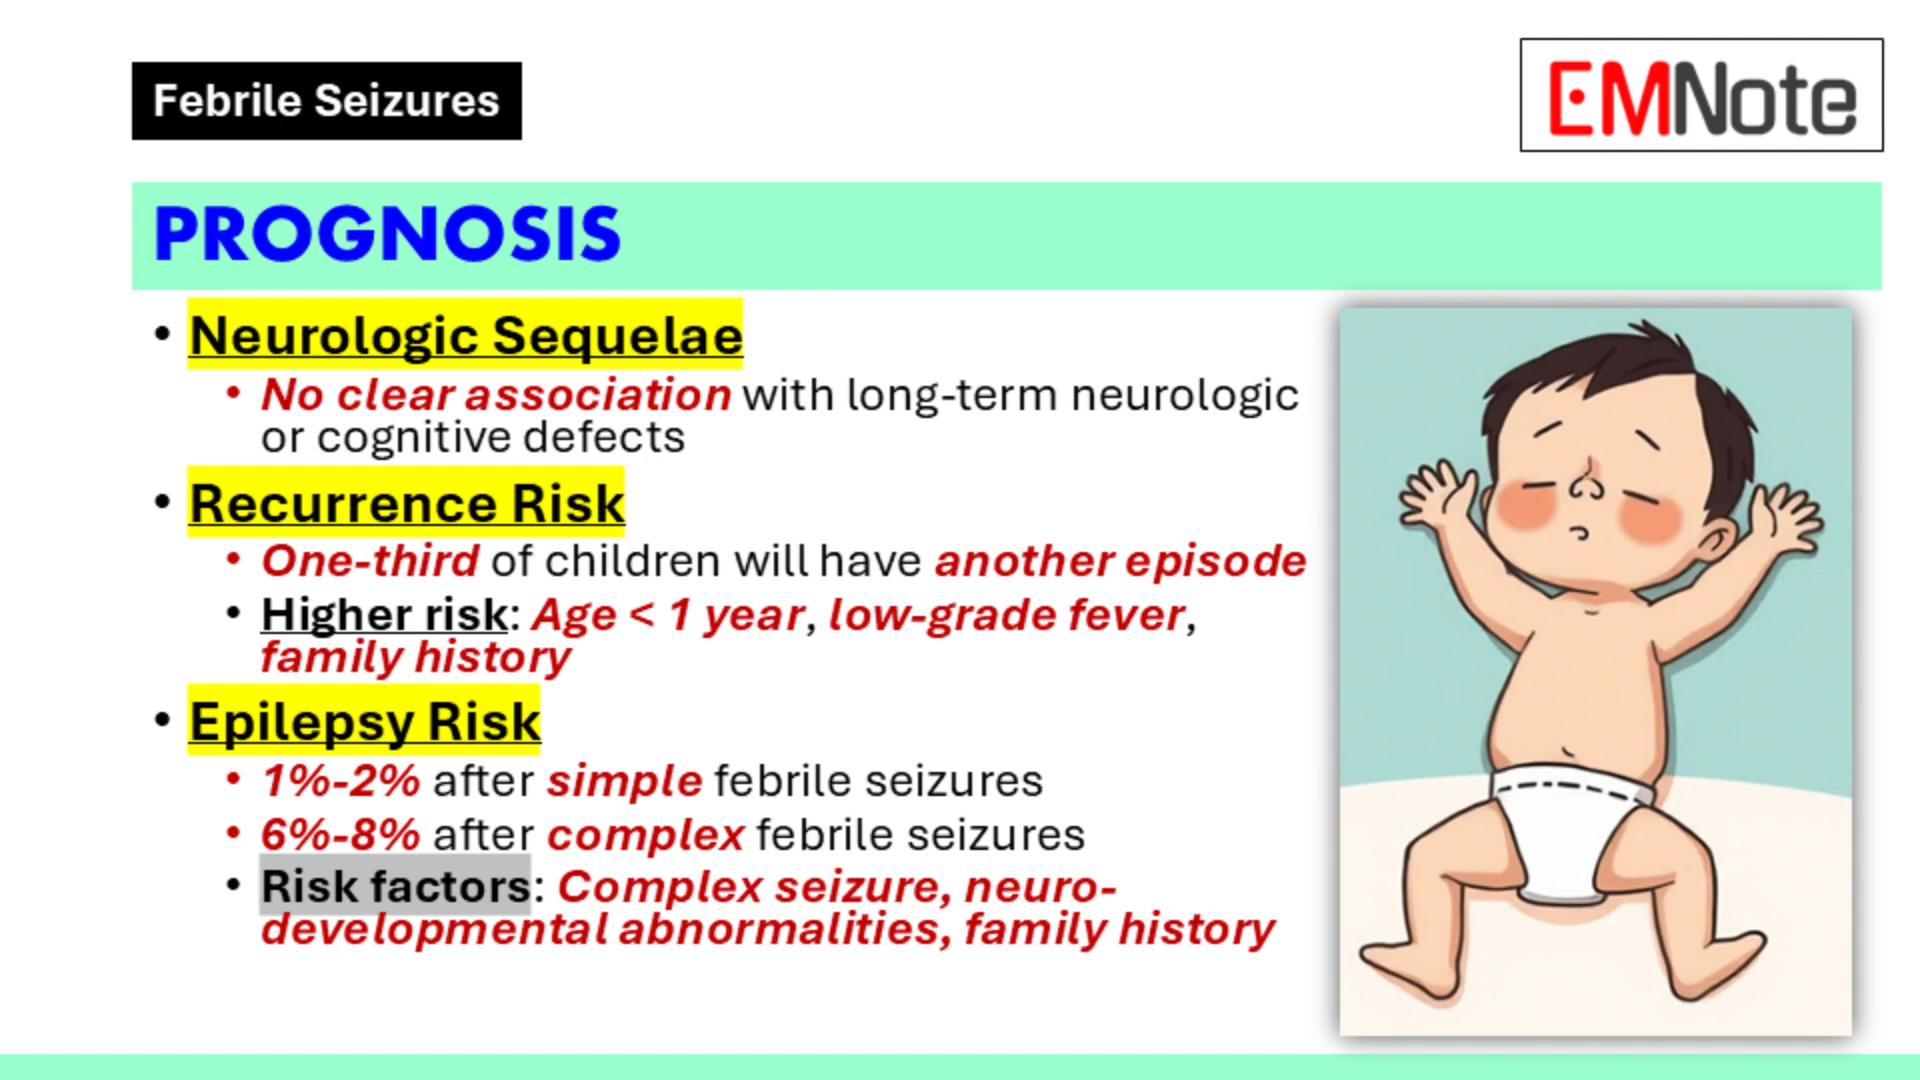 Febrile Seizures
EMNote
PROGNOSIS
• Neurologic Sequelae
• No clear association with long-term neurologic
or cognitive defects
• Recurrence Risk
• One-third of children will have another episode
• Higher risk: Age < 1 year, low-grade fever,
family history
• Epilepsy Risk
• 1%-2% after simple febrile seizures
• 6%-8% after complex febrile seizures
• Risk factors: Complex seizure, neuro-
developmental abnormalities, family history